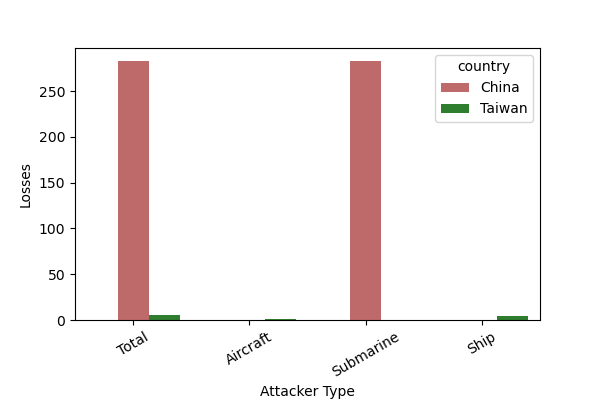 country
China
Taiwan
250
200
150
100
50
0
Losses
Total
Aircraft
Submarine
Ship
Attacker Type